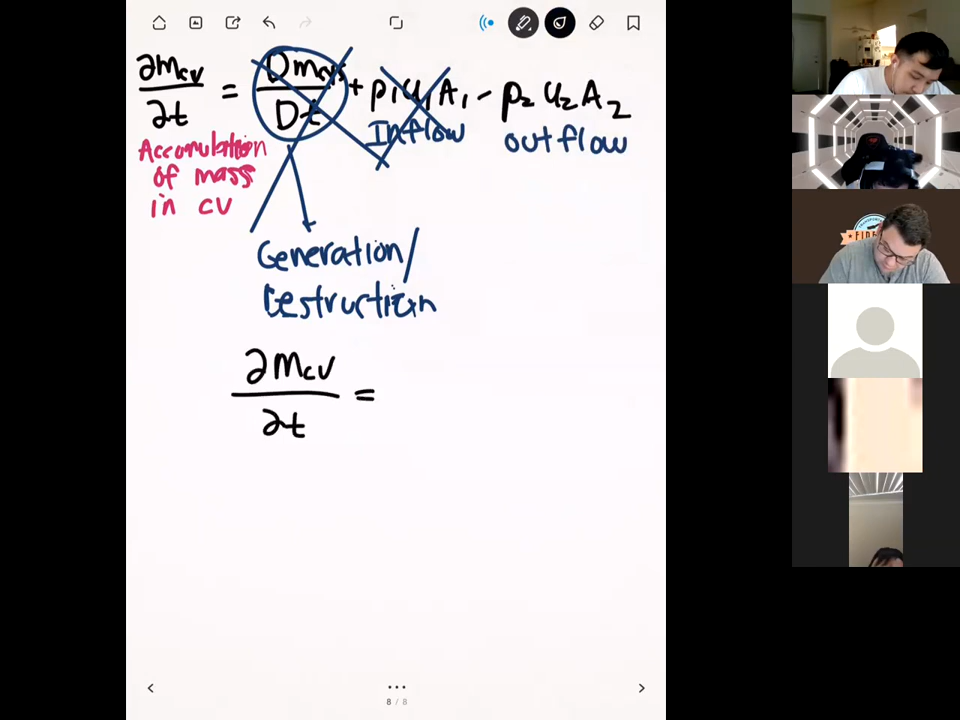 ∂m_cv/∂t = Dm_sys/Dt + ρ₁u₁A₁ - ρ₂u₂A₂
Inflow outflow
Accumulation
of mass
in cv
Generation/
Destruction
∂m_cv/∂t =
8 / 8